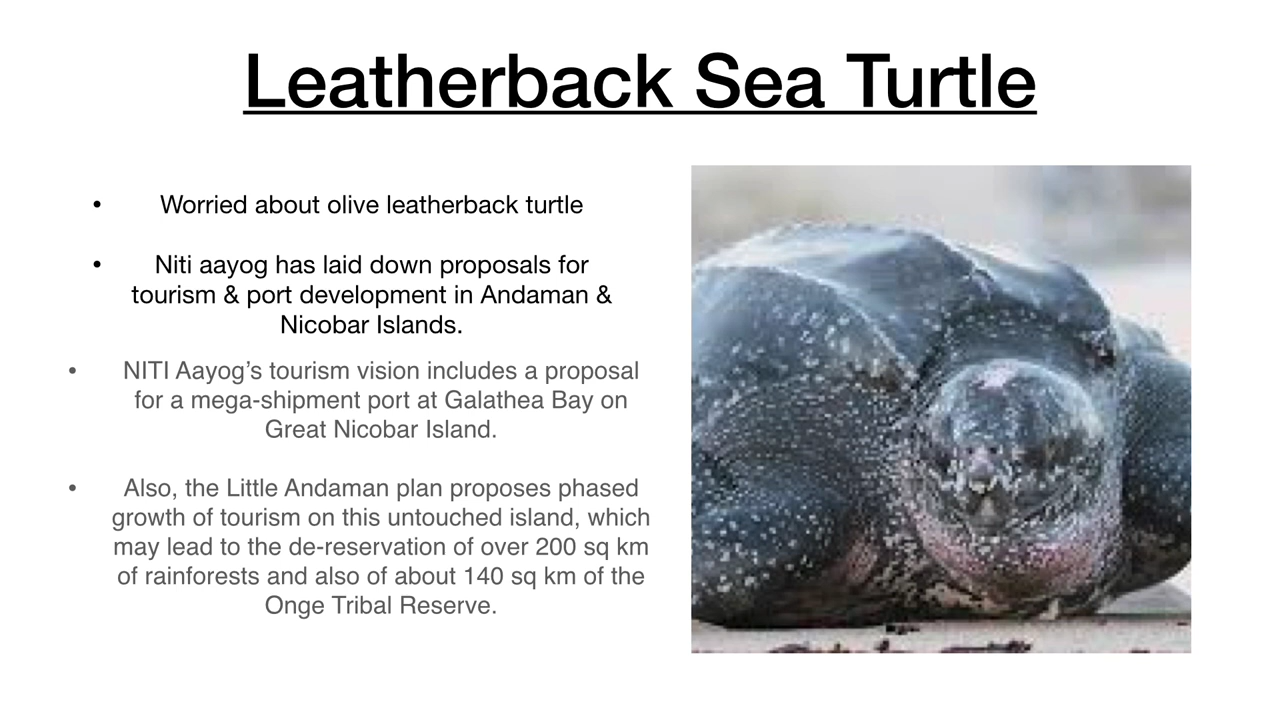 Leatherback Sea Turtle
• Worried about olive leatherback turtle
• Niti aayog has laid down proposals for
tourism & port development in Andaman &
Nicobar Islands.
• NITI Aayog’s tourism vision includes a proposal
for a mega-shipment port at Galathea Bay on
Great Nicobar Island.
• Also, the Little Andaman plan proposes phased
growth of tourism on this untouched island, which
may lead to the de-reservation of over 200 sq km
of rainforests and also of about 140 sq km of the
Onge Tribal Reserve.